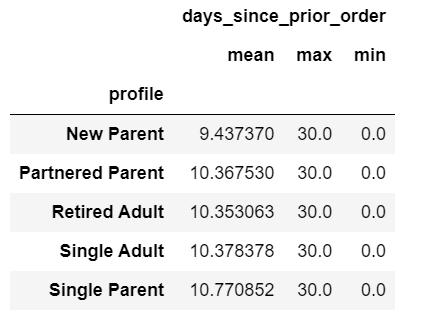 days_since_prior_order
mean max min
profile
New Parent 9.437370 30.0 0.0
Partnered Parent 10.367530 30.0 0.0
Retired Adult 10.353063 30.0 0.0
Single Adult 10.378378 30.0 0.0
Single Parent 10.770852 30.0 0.0